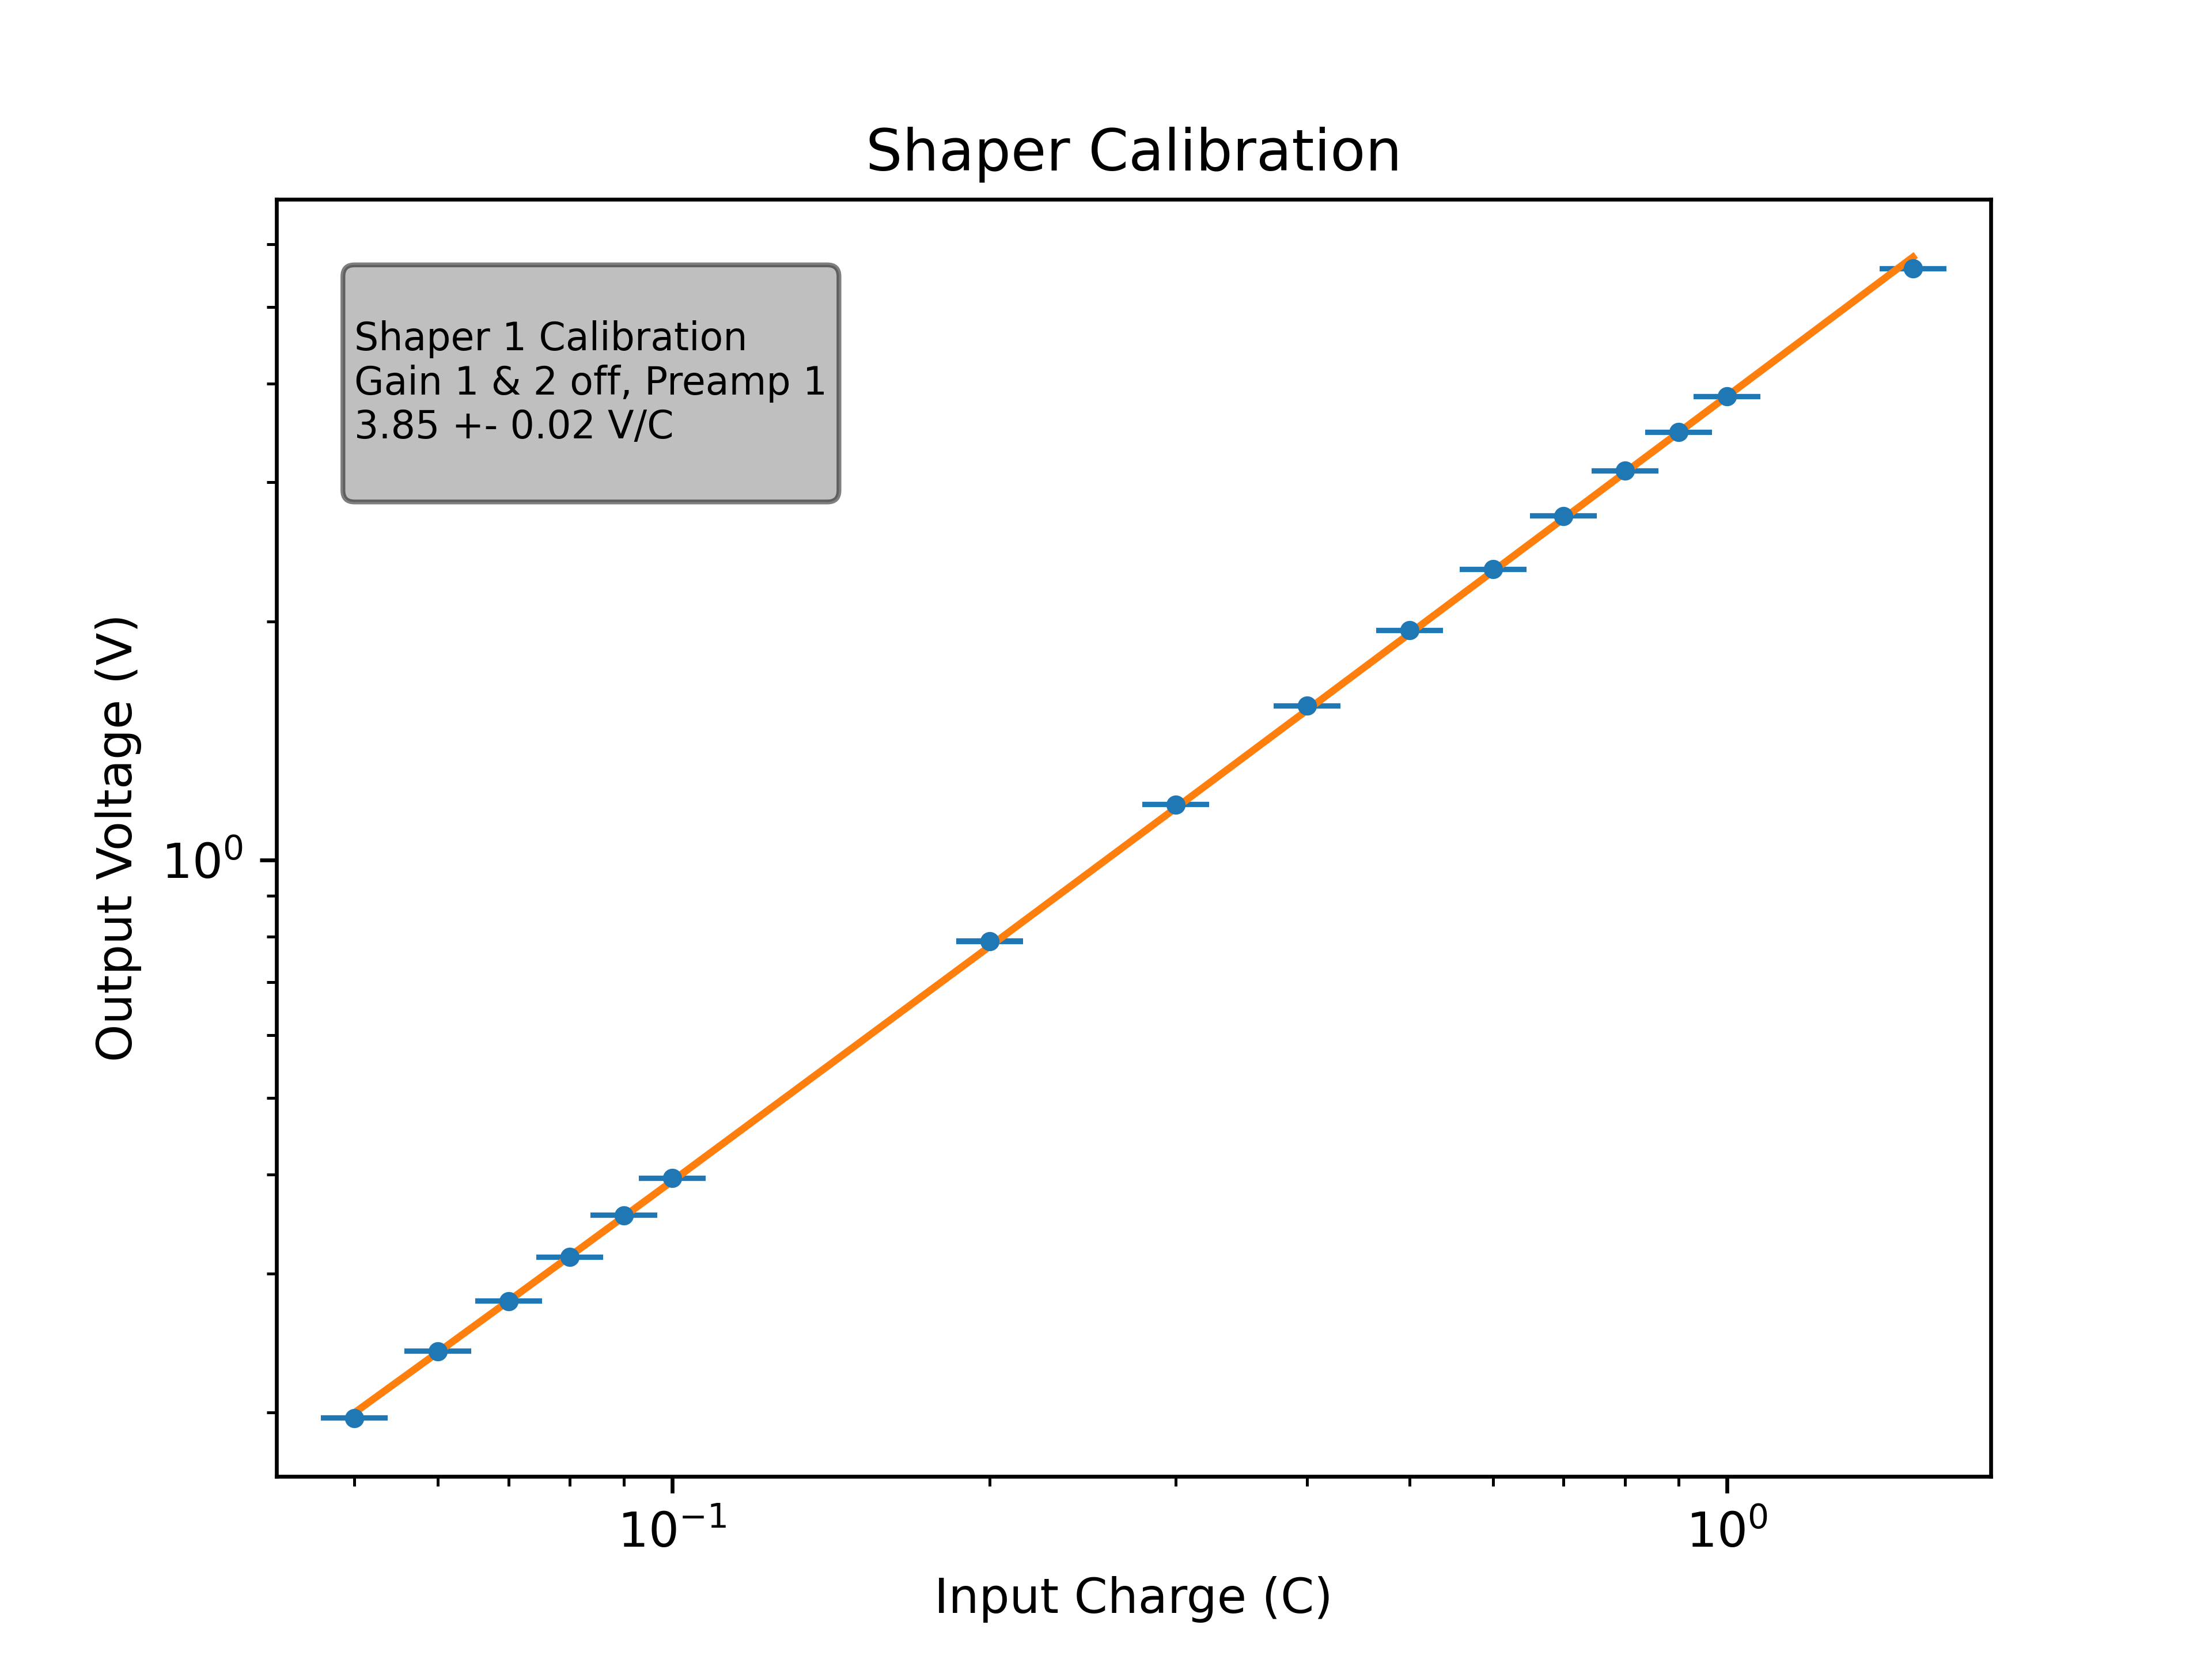 Shaper Calibration
Shaper 1 Calibration
Gain 1 & 2 off, Preamp 1
3.85 +- 0.02 V/C
Output Voltage (V)
10⁰
10⁻¹
10⁰
Input Charge (C)